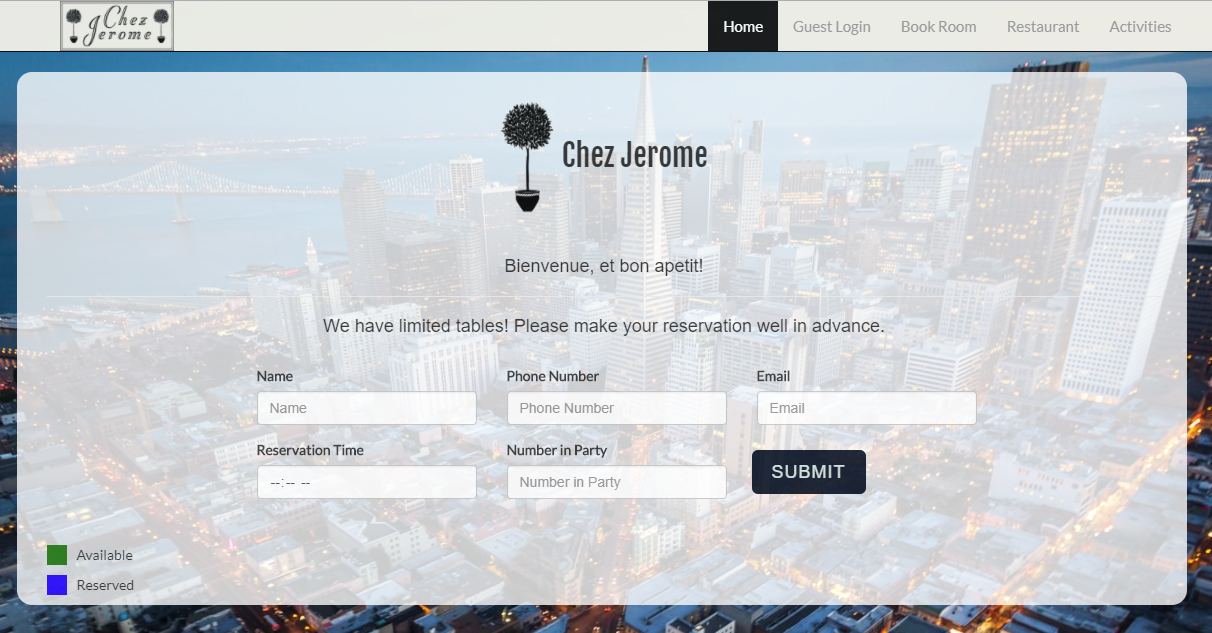 Chez
Jerome
Home Guest Login Book Room Restaurant Activities
Chez Jerome
Bienvenue, et bon apetit!
We have limited tables! Please make your reservation well in advance.
Name Phone Number Email
Name Phone Number Email
Reservation Time Number in Party
--:-- -- Number in Party SUBMIT
Available
Reserved